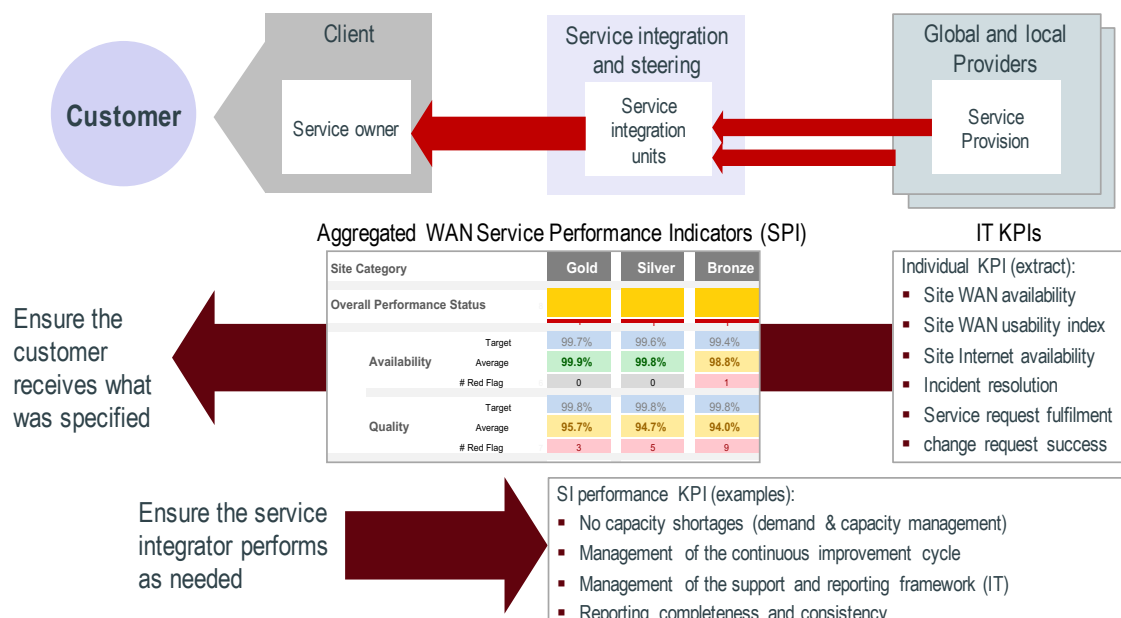 Customer
Client
Service owner
Service integration
and steering
Service
integration
units
Global and local
Providers
Service
Provision
Aggregated WAN Service Performance Indicators (SPI)
Site Category Gold Silver Bronze
Overall Performance Status
Target 99.7% 99.6% 99.4%
Availability Average 99.9% 99.8% 98.8%
# Red Flag 0 0 1
Target 99.8% 99.8% 99.8%
Quality Average 95.7% 94.7% 94.0%
# Red Flag 3 5 9
IT KPIs
Individual KPI (extract):
▪ Site WAN availability
▪ Site WAN usability index
▪ Site Internet availability
▪ Incident resolution
▪ Service request fulfilment
▪ change request success
Ensure the
customer
receives what
was specified
Ensure the service
integrator performs
as needed
SI performance KPI (examples):
▪ No capacity shortages (demand & capacity management)
▪ Management of the continuous improvement cycle
▪ Management of the support and reporting framework (IT)
▪ Reporting completeness and consistency